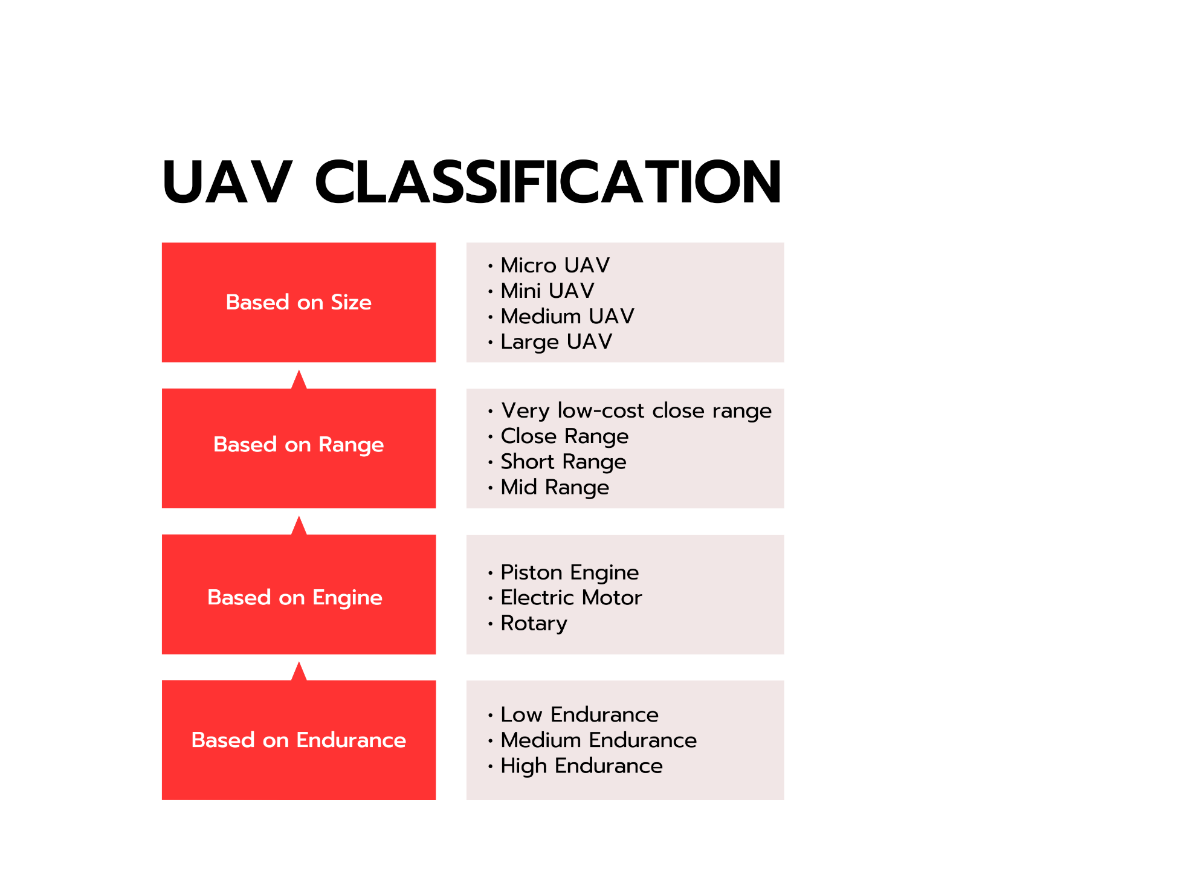 UAV CLASSIFICATION
Based on Size
• Micro UAV
• Mini UAV
• Medium UAV
• Large UAV
Based on Range
• Very low-cost close range
• Close Range
• Short Range
• Mid Range
Based on Engine
• Piston Engine
• Electric Motor
• Rotary
Based on Endurance
• Low Endurance
• Medium Endurance
• High Endurance